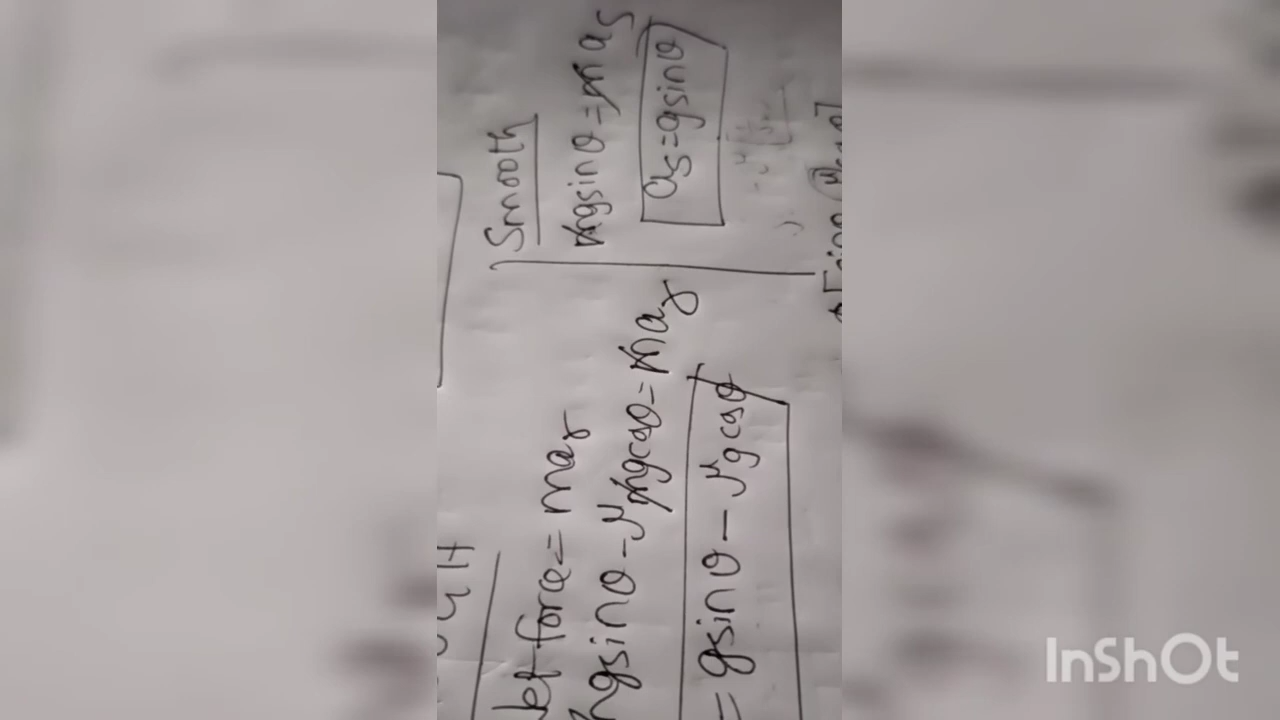 Smooth
mgsinθ = mas
as = gsinθ
Net force = mar
mgsinθ - μmgcosθ = mar
= gsinθ - μgcosθ
InShOt